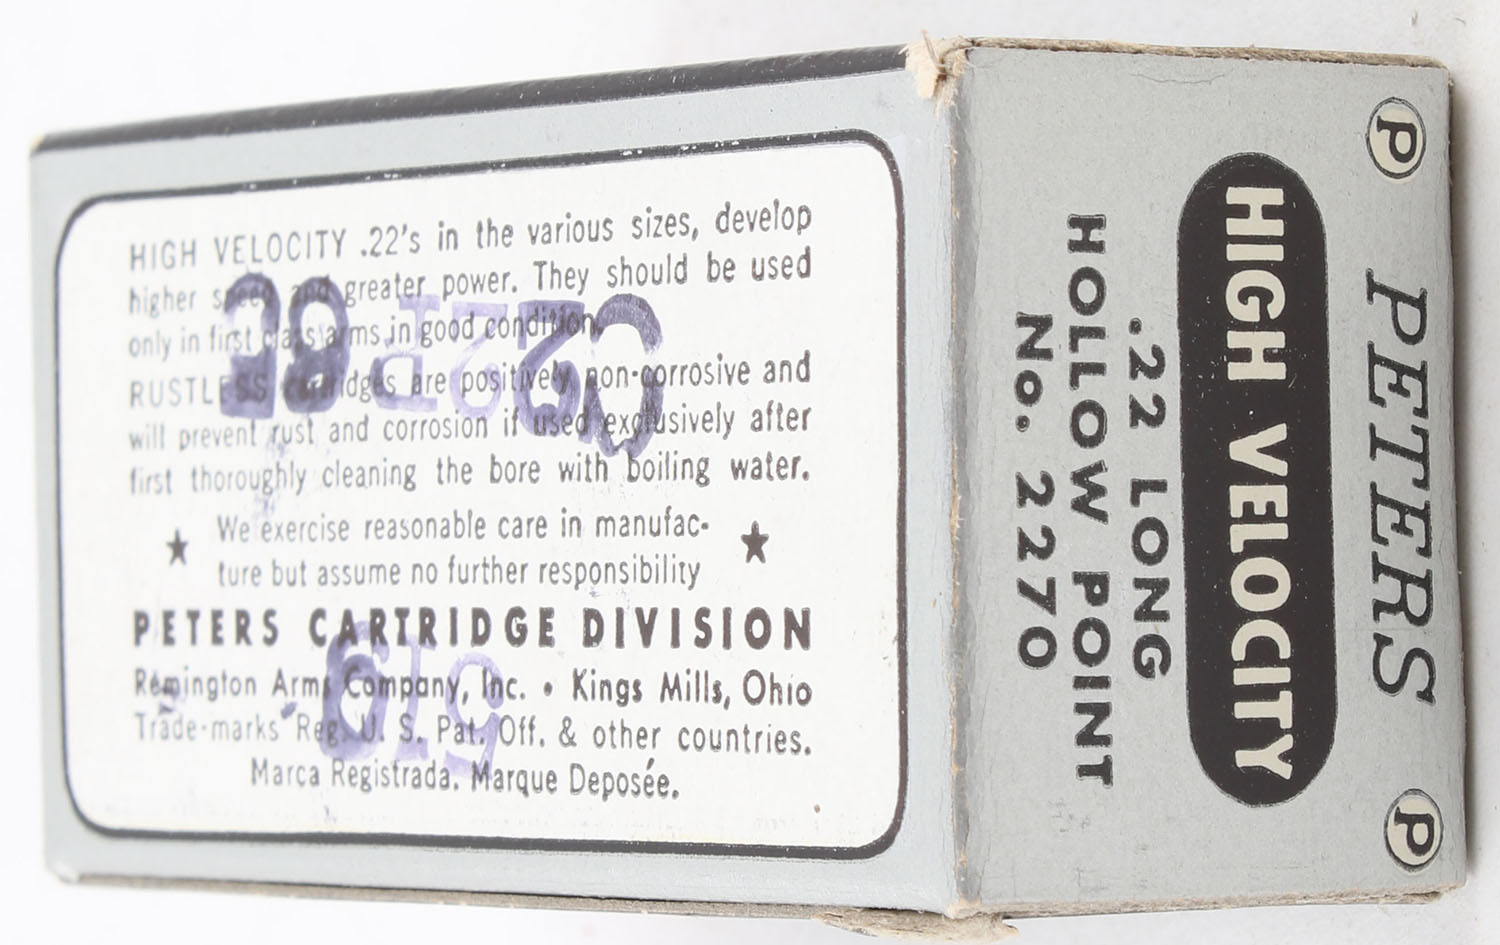 HIGH VELOCITY .22's in the various sizes, develop
higher speed and greater power. They should be used
only in first class arms in good condition.
RUSTLESS cartridges are positively non-corrosive and
will prevent rust and corrosion if used exclusively after
first thoroughly cleaning the bore with boiling water.
★ We exercise reasonable care in manufac- ★
ture but assume no further responsibility
PETERS CARTRIDGE DIVISION
Remington Arms Company, Inc. • Kings Mills, Ohio
Trade-marks Reg. U. S. Pat. Off. & other countries.
Marca Registrada. Marque Deposée.
P PETERS P
HIGH VELOCITY
.22 LONG
HOLLOW POINT
No. 2270